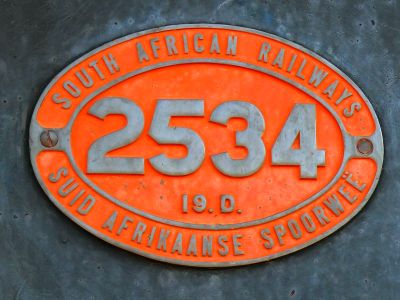 SOUTH AFRICAN RAILWAYS
2534
19.D.
SUID AFRIKAANSE SPOORWEË